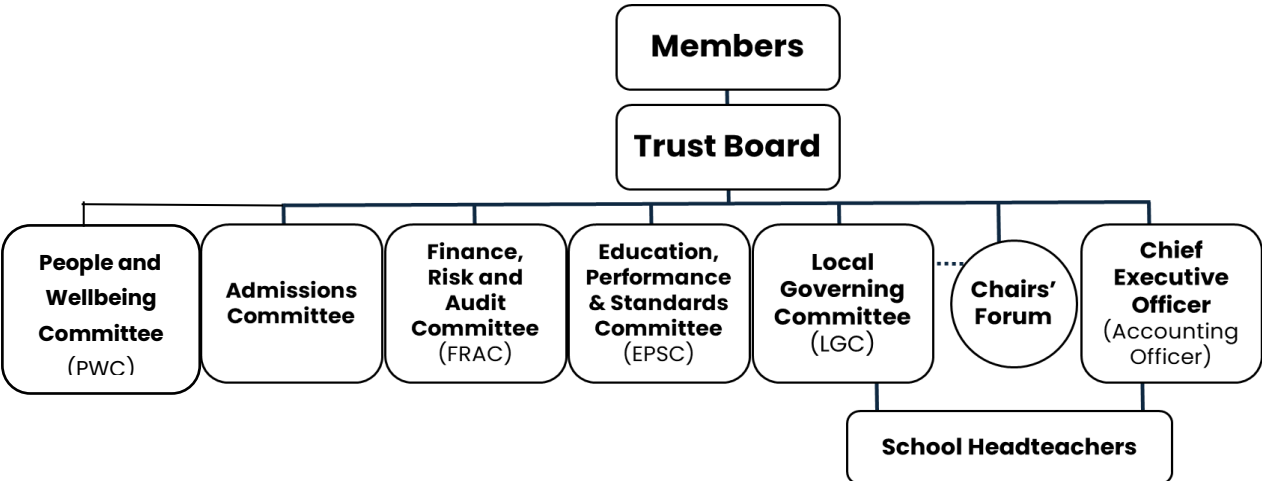 Members
Trust Board
People and
Wellbeing
Committee
(PWC)
Admissions
Committee
Finance,
Risk and
Audit
Committee
(FRAC)
Education,
Performance
& Standards
Committee
(EPSC)
Local
Governing
Committee
(LGC)
Chairs’
Forum
Chief
Executive
Officer
(Accounting
Officer)
School Headteachers